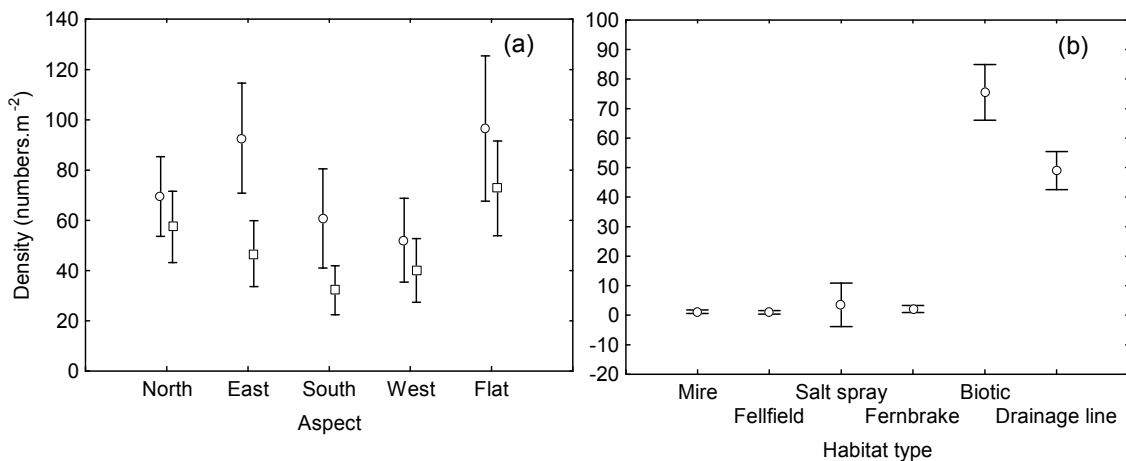 (a)
140
120
100
80
60
40
20
0
Density (numbers.m⁻²)
North East South West Flat
Aspect
(b)
100
90
80
70
60
50
40
30
20
10
0
-10
-20
Mire Salt spray Biotic
Fellfield Fernbrake Drainage line
Habitat type